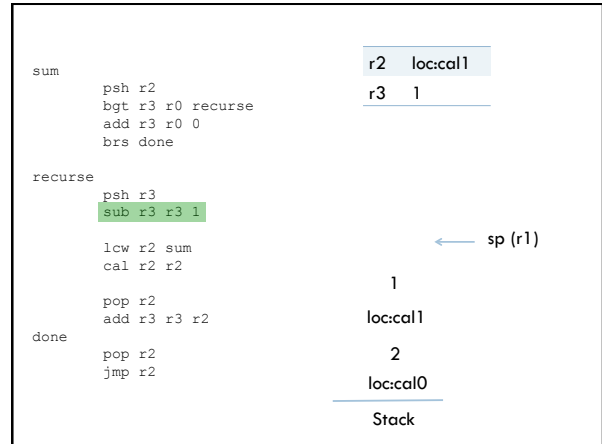 sum
psh r2
bgt r3 r0 recurse
add r3 r0 0
brs done
recurse
psh r3
sub r3 r3 1
lcw r2 sum
cal r2 r2
pop r2
add r3 r3 r2
done
pop r2
jmp r2
r2 loc:cal1
r3 1
sp (r1)
1
loc:cal1
2
loc:cal0
Stack